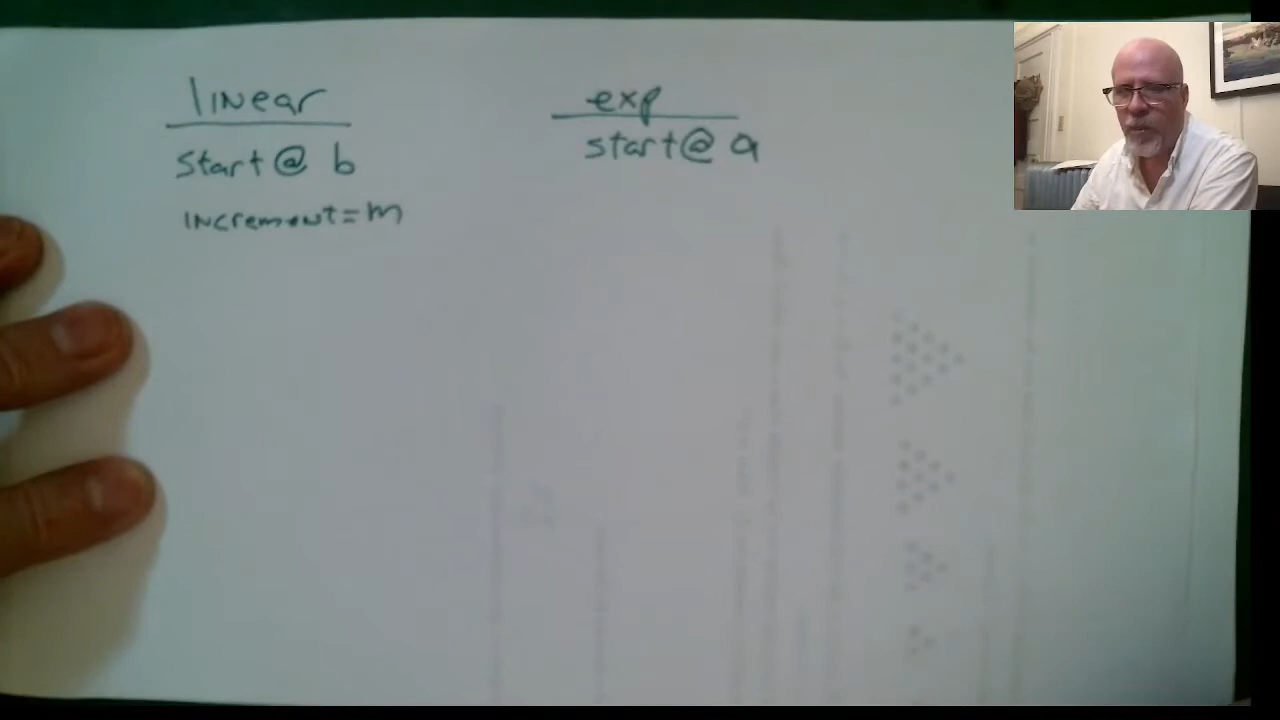 linear
start @ b
increment = m
exp
start @ a